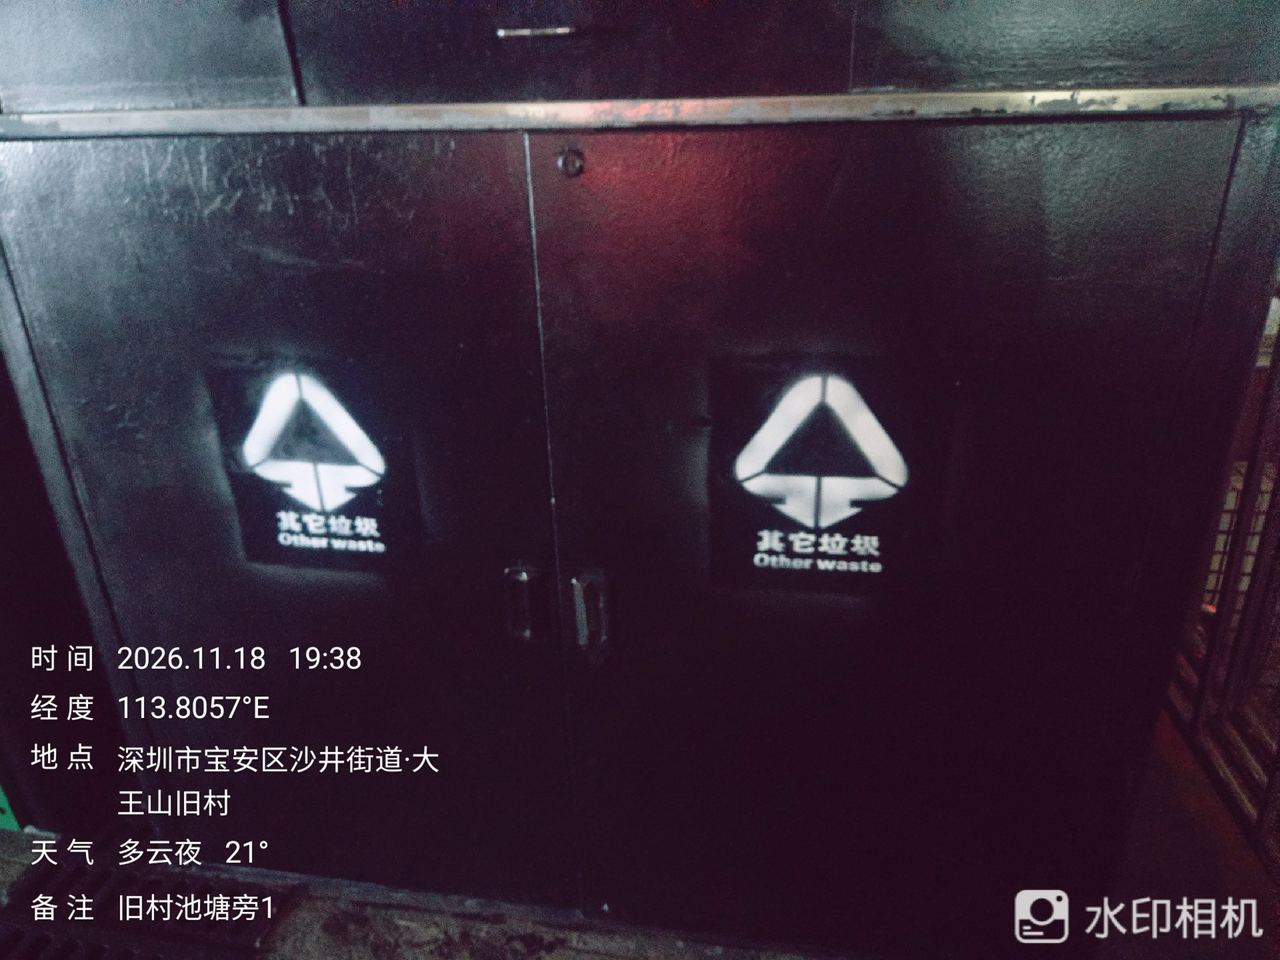 其它垃圾
Other waste
其它垃圾
Other waste
时间 2026.11.18 19:38
经度 113.8057°E
地点 深圳市宝安区沙井街道·大
王山旧村
天气 多云夜 21°
备注 旧村池塘旁1
水印相机